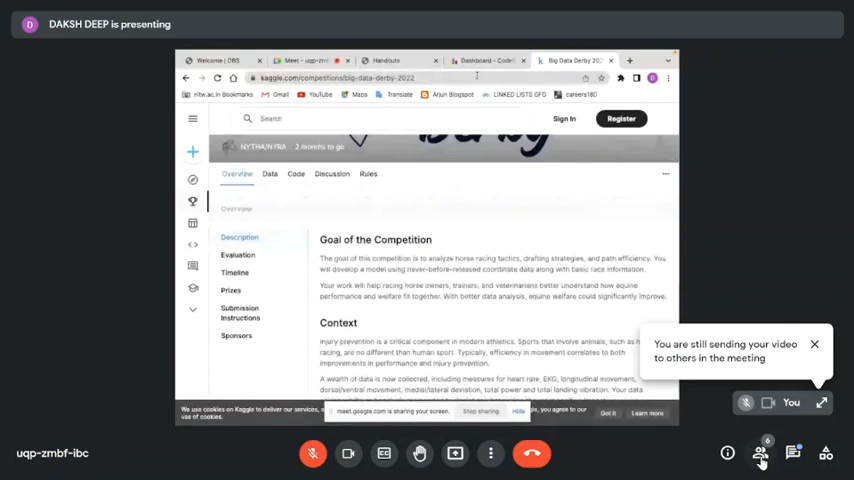 D DAKSH DEEP is presenting
Welcome | DBS
Meet - uqp-zmb
Handouts
Dashboard - Code
Big Data Derby 202
kaggle.com/competitions/big-data-derby-2022
nitw.ac.in Bookmarks Gmail YouTube Maps Translate Arjun Blogspot LINKED LISTS GFG careers180
Search
Sign In
Register
NYTHA/NYRA · 2 months to go
Overview Data Code Discussion Rules
Overview
Description
Evaluation
Timeline
Prizes
Submission
Instructions
Sponsors
Goal of the Competition
The goal of this competition is to analyze horse racing tactics, drafting strategies, and path efficiency. You
will develop a model using never-before-released coordinate data along with basic race information.
Your work will help racing horse owners, trainers, and veterinarians better understand how equine
performance and welfare fit together. With better data analysis, equine welfare could significantly improve.
Context
Injury prevention is a critical component in modern athletics. Sports that involve animals, such as h
racing, are no different than human sport. Typically, efficiency in movement correlates to both
improvements in performance and injury prevention.
A wealth of data is now collected, including measures for heart rate, EKG, longitudinal movement,
dorsal/ventral movement, medial/lateral deviation, total power and total landing vibration. Your data
We use cookies on Kaggle to deliver our services,
use of cookies.
meet.google.com is sharing your screen.
Stop sharing
Hide
gle, you agree to our
Got it
Learn more
You are still sending your video
to others in the meeting
You
uqp-zmbf-ibc
6